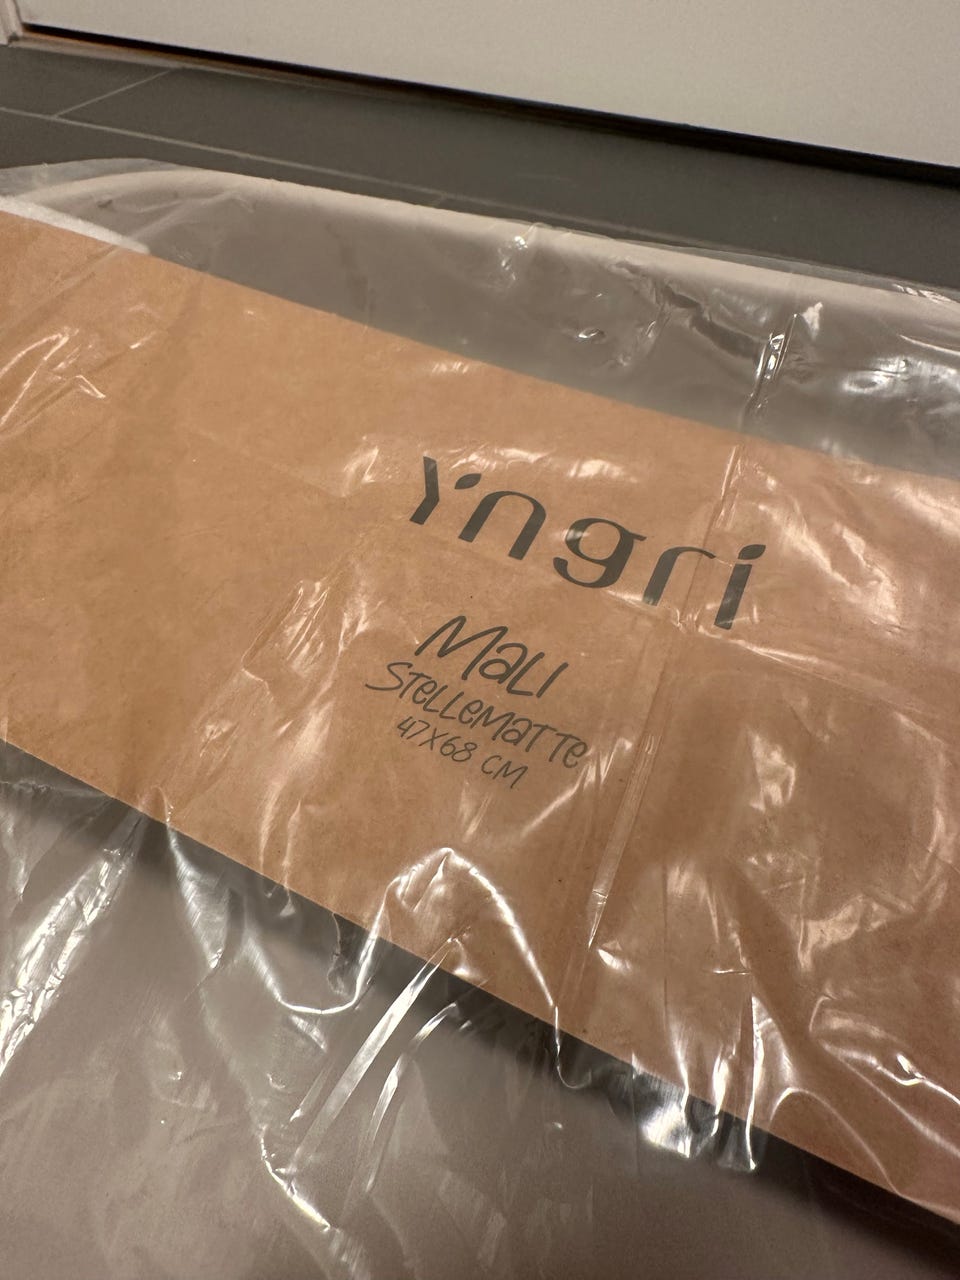 Yngri
MaLI
STeLLeMaTTe
47X68 CM